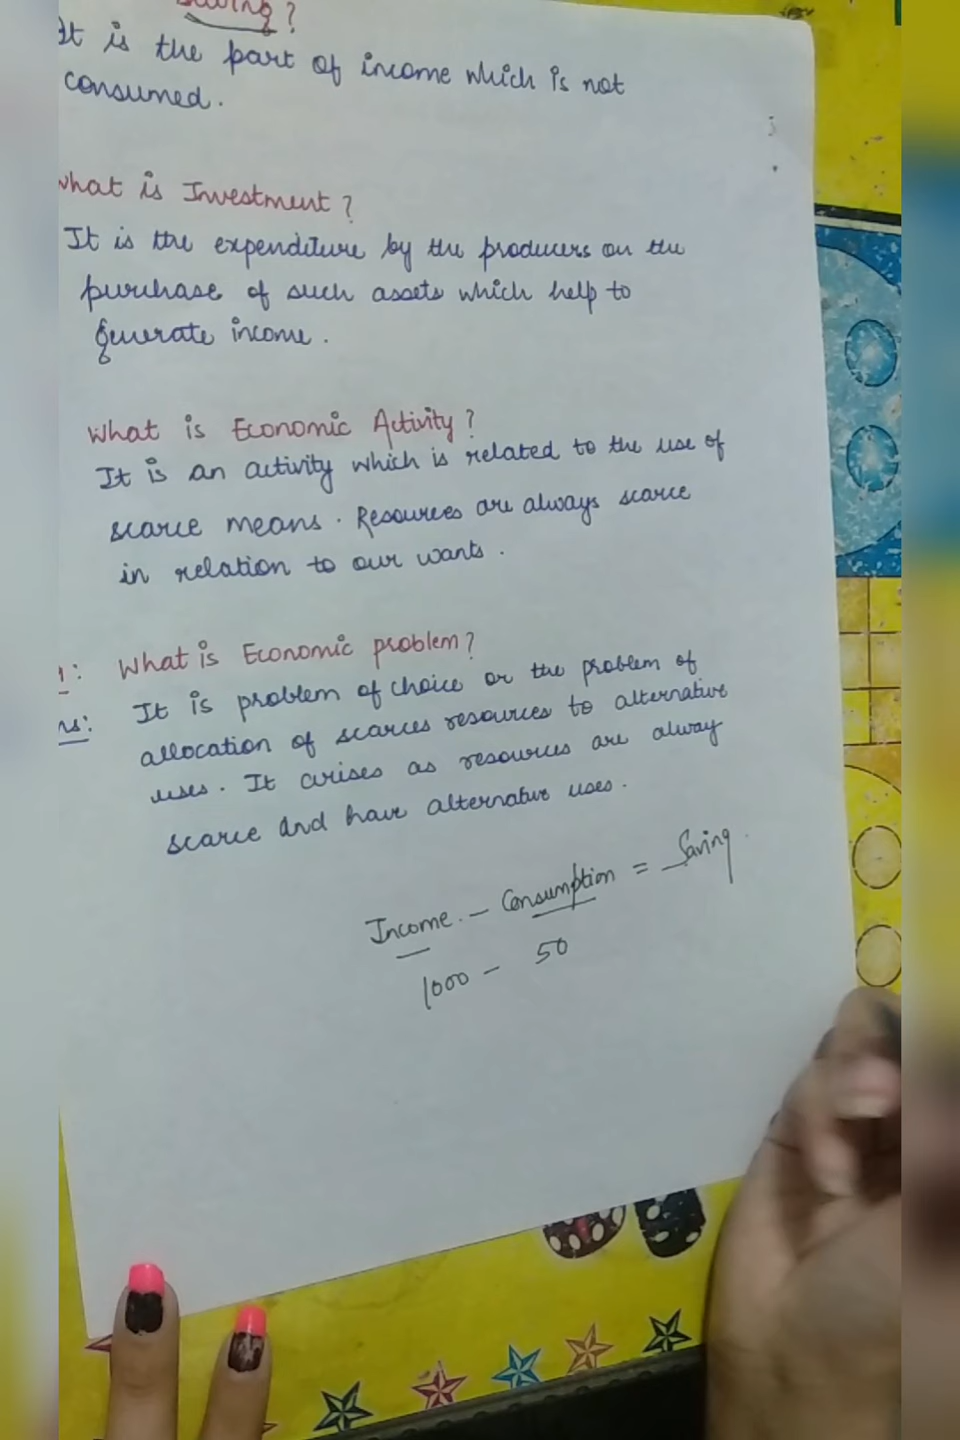 Saving?
It is the part of income which is not
consumed.
What is Investment?
It is the expenditure by the producers on the
purchase of such assets which help to
generate income.
What is Economic Activity?
It is an activity which is related to the use of
scarce means. Resources are always scarce
in relation to our wants.
What is Economic problem?
It is problem of choice or the problem of
allocation of scarces resources to alternative
uses. It arises as resources are alway
scarce and have alternative uses.
Income - Consumption = Saving.
1000 - 50